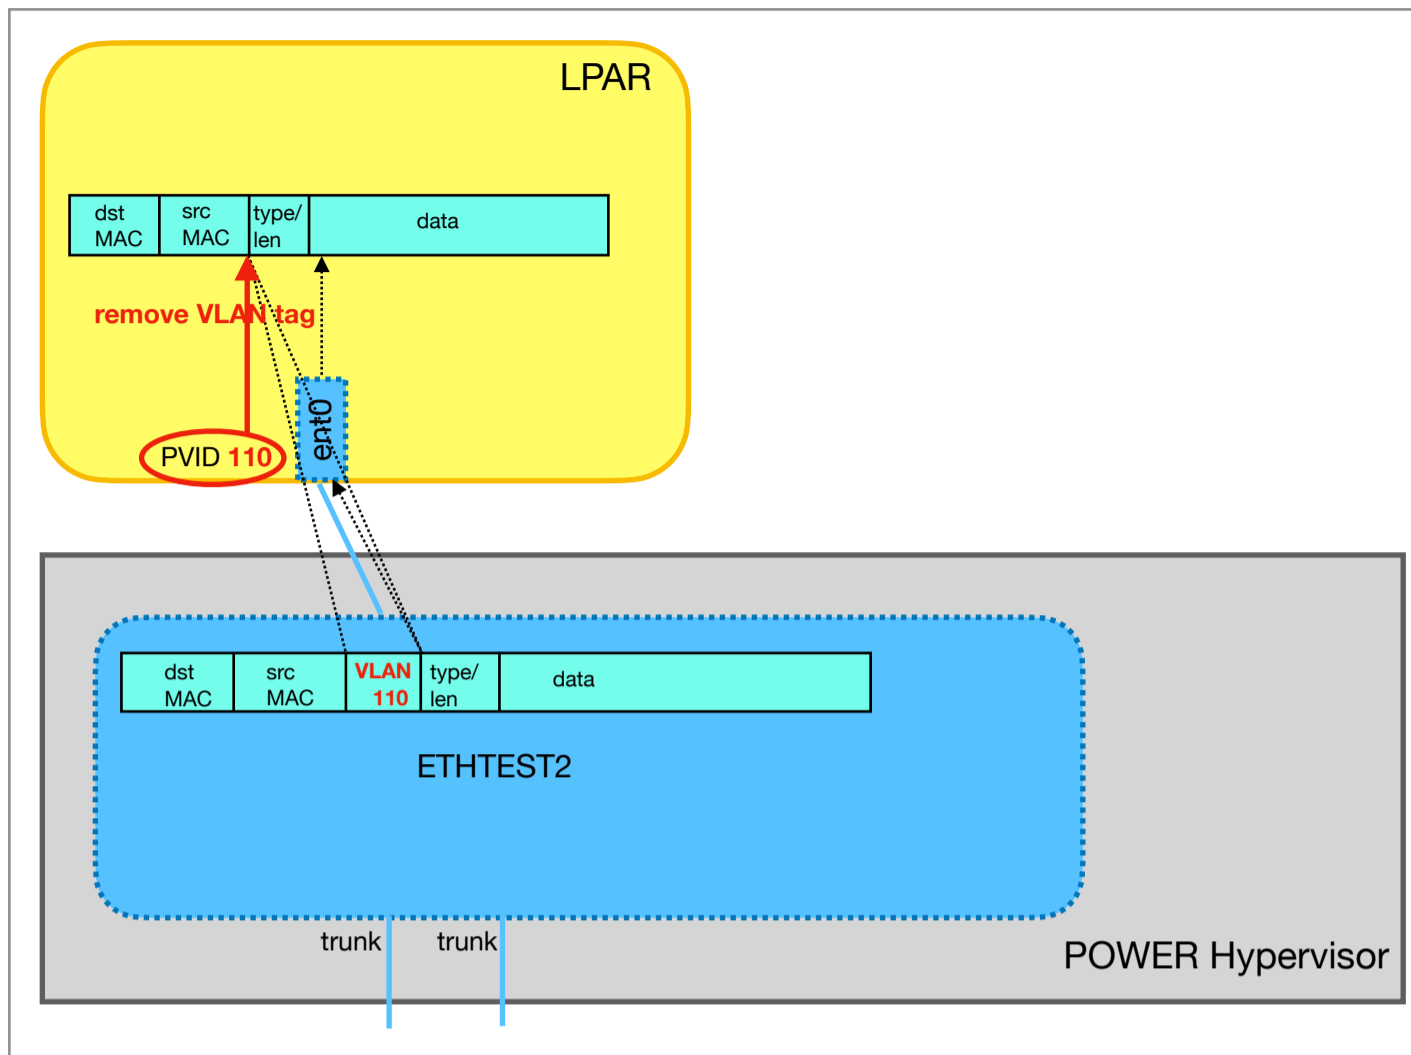 LPAR
dst
MAC
src
MAC
type/
len
data
remove VLAN tag
ent0
PVID 110
dst
MAC
src
MAC
VLAN
110
type/
len
data
ETHTEST2
trunk
trunk
POWER Hypervisor